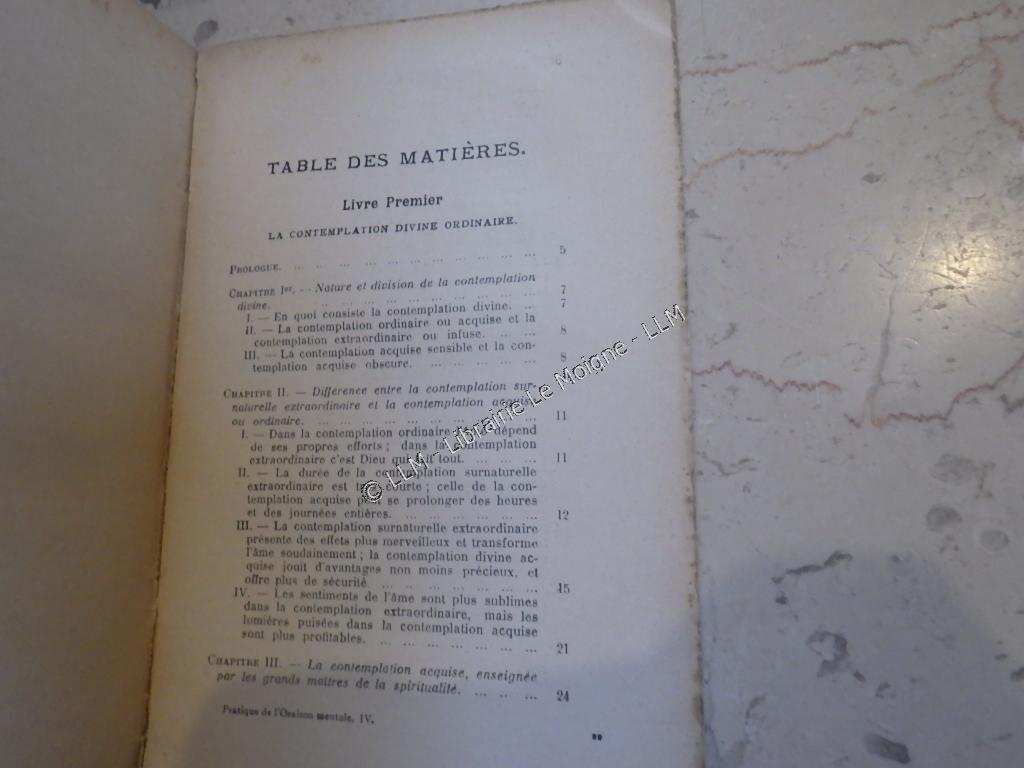 TABLE DES MATIÈRES.
Livre Premier
LA CONTEMPLATION DIVINE ORDINAIRE.
PROLOGUE. ... ... ... ... ... ... ... ... ... ... ... 5
CHAPITRE Ier. — Nature et division de la contemplation
divine. ... ... ... ... ... ... ... ... ... ... 7
I. — En quoi consiste la contemplation divine. ... 7
II. — La contemplation ordinaire ou acquise et la
contemplation extraordinaire ou infuse. ... ... 8
III. — La contemplation acquise sensible et la con-
templation acquise obscure. ... ... ... ... ... 8
CHAPITRE II. — Différence entre la contemplation sur-
naturelle extraordinaire et la contemplation acquise
ou ordinaire. ... ... ... ... ... ... ... ... ... 11
I. — Dans la contemplation ordinaire dépend
de ses propres efforts ; dans la contemplation
extraordinaire c'est Dieu qui fait tout. ... ... ... 11
II. — La durée de la contemplation surnaturelle
extraordinaire est très courte ; celle de la con-
templation acquise peut se prolonger des heures
et des journées entières. ... ... ... ... ... ... 12
III. — La contemplation surnaturelle extraordinaire
présente des effets plus merveilleux et transforme
l'âme soudainement ; la contemplation divine ac-
quise jouit d'avantages non moins précieux, et
offre plus de sécurité. ... ... ... ... ... ... ... 15
IV. — Les sentiments de l'âme sont plus sublimes
dans la contemplation extraordinaire, mais les
lumières puisées dans la contemplation acquise
sont plus profitables. ... ... ... ... ... ... ... 21
CHAPITRE III. — La contemplation acquise, enseignée
par les grands maîtres de la spiritualité. ... ... ... 24
Pratique de l'Oraison mentale, IV.
© LLM - Librairie Le Moigne - LLM